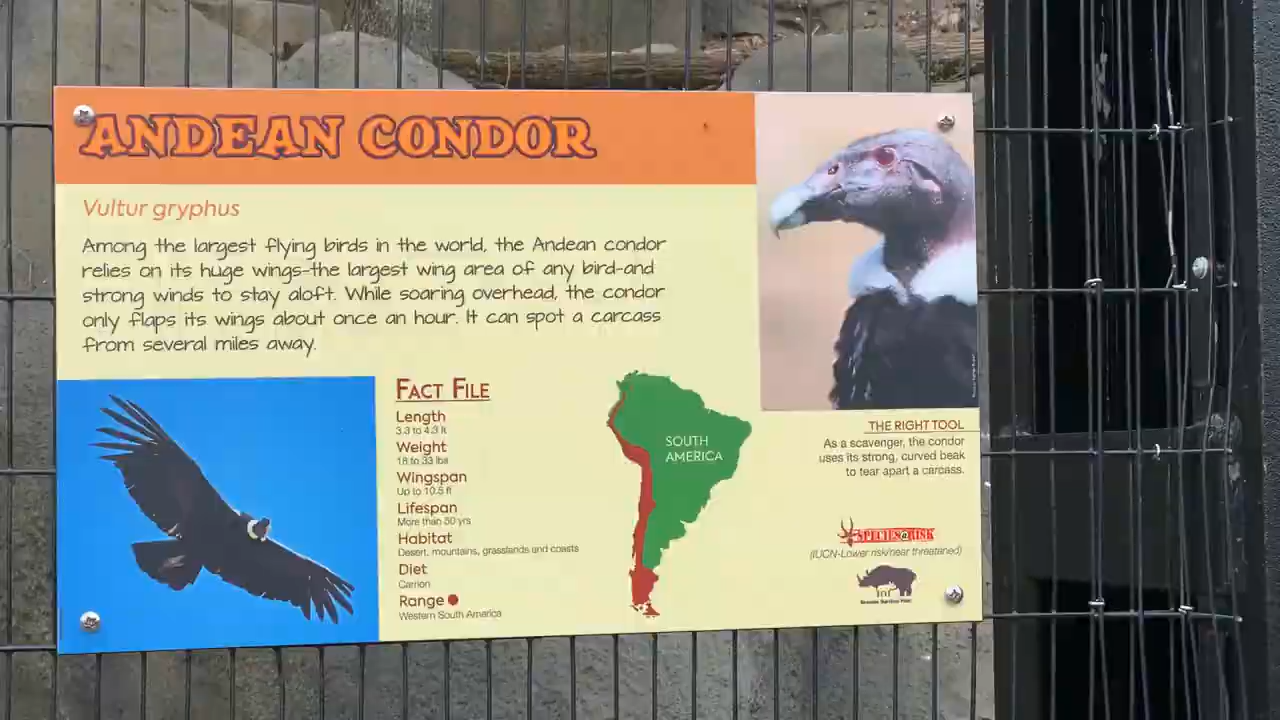 ANDEAN CONDOR
Vultur gryphus
Among the largest flying birds in the world, the Andean condor
relies on its huge wings-the largest wing area of any bird-and
strong winds to stay aloft. While soaring overhead, the condor
only flaps its wings about once an hour. It can spot a carcass
from several miles away.
FACT FILE
Length
3.3 to 4.3 ft
Weight
18 to 33 lbs
Wingspan
Up to 10.5 ft
Lifespan
More than 50 yrs
Habitat
Desert, mountains, grasslands and coasts
Diet
Carrion
Range
Western South America
SOUTH
AMERICA
THE RIGHT TOOL
As a scavenger, the condor
uses its strong, curved beak
to tear apart a carcass.
SPECIES@RISK
(IUCN-Lower risk/near threatened)